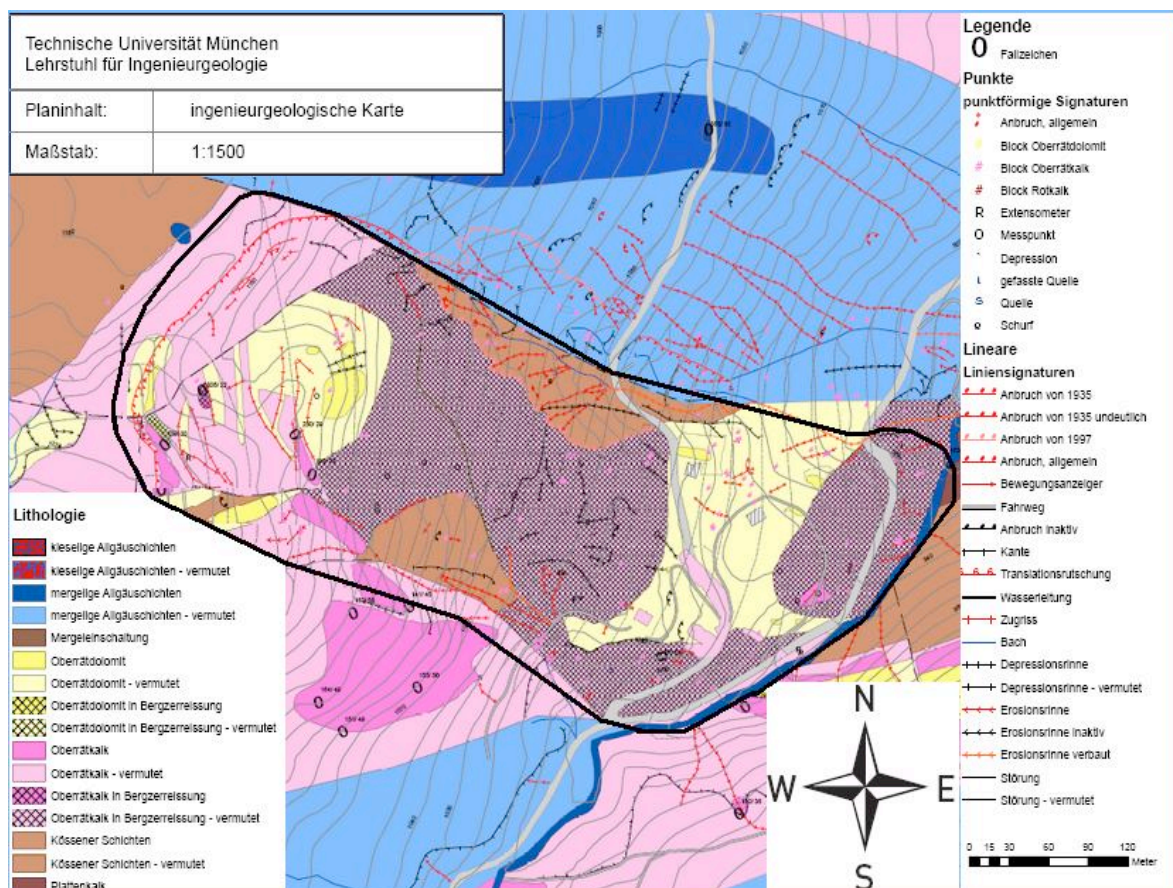 Technische Universität München
Lehrstuhl für Ingenieurgeologie
Planinhalt: ingenieurgeologische Karte
Maßstab: 1:1500
Legende
Fallzeichen
Punkte
punktförmige Signaturen
Anbruch, allgemein
Block Oberrätdolomit
Block Oberrätkalk
Block Rotkalk
R Extensometer
Messpunkt
Depression
gefasste Quelle
Quelle
Schurf
Lineare
Liniensignaturen
Anbruch von 1935
Anbruch von 1935 undeutlich
Anbruch von 1997
Anbruch, allgemein
Bewegungsanzeiger
Fahrweg
Anbruch inaktiv
Kante
Translationsrutschung
Wasserleitung
Zugriss
Bach
Depressionsrinne
Depressionsrinne - vermutet
Erosionsrinne
Erosionsrinne inaktiv
Erosionsrinne verbaut
Störung
Störung - vermutet
0 15 30 60 90 120
Meter
Lithologie
kieselige Allgäuschichten
kieselige Allgäuschichten - vermutet
mergelige Allgäuschichten
mergelige Allgäuschichten - vermutet
Mergeleinschaltung
Oberrätdolomit
Oberrätdolomit - vermutet
Oberrätdolomit in Bergzerreissung
Oberrätdolomit in Bergzerreissung - vermutet
Oberrätkalk
Oberrätkalk - vermutet
Oberrätkalk in Bergzerreissung
Oberrätkalk in Bergzerreissung - vermutet
Kössener Schichten
Kössener Schichten - vermutet
Plattenkalk
N
W E
S